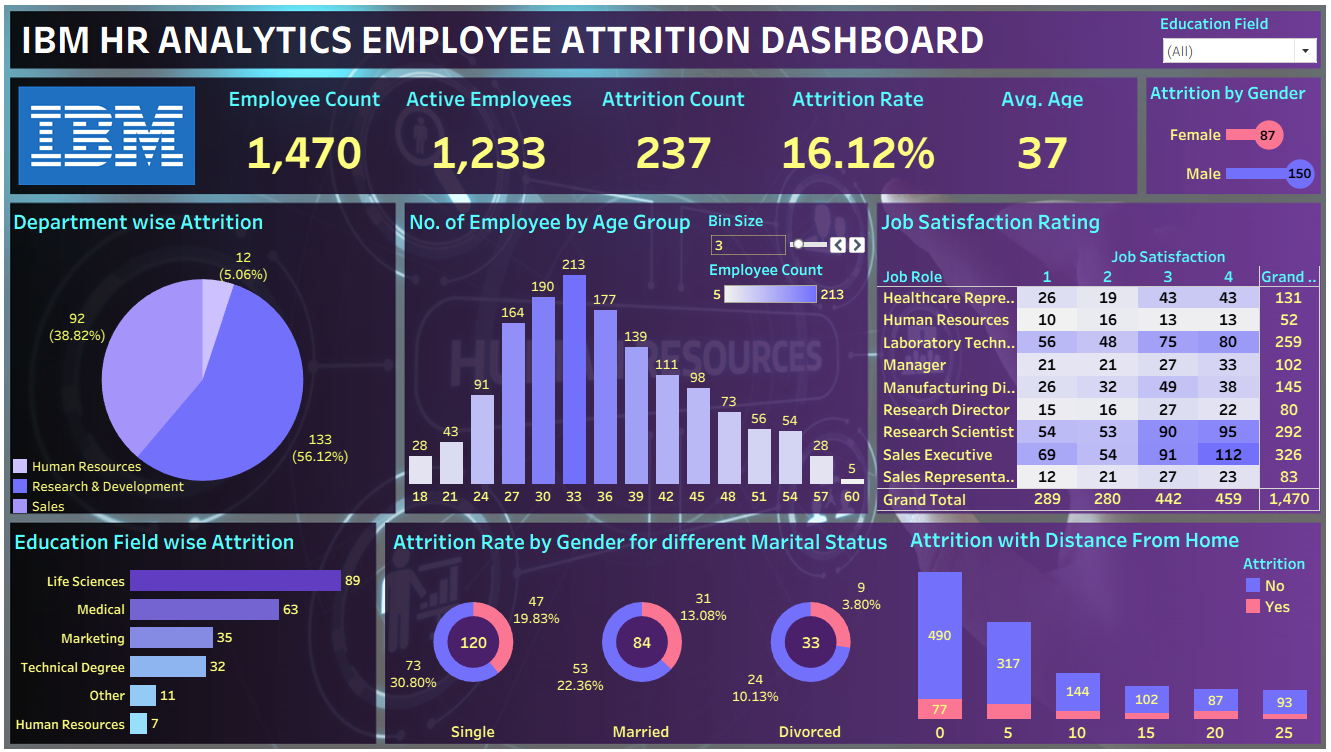 IBM HR ANALYTICS EMPLOYEE ATTRITION DASHBOARD
Education Field
(All)
IBM
Employee Count
1,470
Active Employees
1,233
Attrition Count
237
Attrition Rate
16.12%
Avg. Age
37
Attrition by Gender
Female 87
Male 150
Department wise Attrition
12
(5.06%)
92
(38.82%)
133
(56.12%)
Human Resources
Research & Development
Sales
No. of Employee by Age Group
Bin Size
3
Employee Count
5 213
28 43 91 164 190 213 177 139 111 98 73 56 54 28 5
18 21 24 27 30 33 36 39 42 45 48 51 54 57 60
HUMAN RESOURCES
Job Satisfaction Rating
Job Satisfaction
Job Role 1 2 3 4 Grand ..
Healthcare Repre.. 26 19 43 43 131
Human Resources 10 16 13 13 52
Laboratory Techn.. 56 48 75 80 259
Manager 21 21 27 33 102
Manufacturing Di.. 26 32 49 38 145
Research Director 15 16 27 22 80
Research Scientist 54 53 90 95 292
Sales Executive 69 54 91 112 326
Sales Representa.. 12 21 27 23 83
Grand Total 289 280 442 459 1,470
Education Field wise Attrition
Life Sciences 89
Medical 63
Marketing 35
Technical Degree 32
Other 11
Human Resources 7
Attrition Rate by Gender for different Marital Status
47
19.83%
120
73
30.80%
Single
31
13.08%
84
53
22.36%
Married
9
3.80%
33
24
10.13%
Divorced
Attrition with Distance From Home
Attrition
No
Yes
490 317 144 102 87 93
77
0 5 10 15 20 25